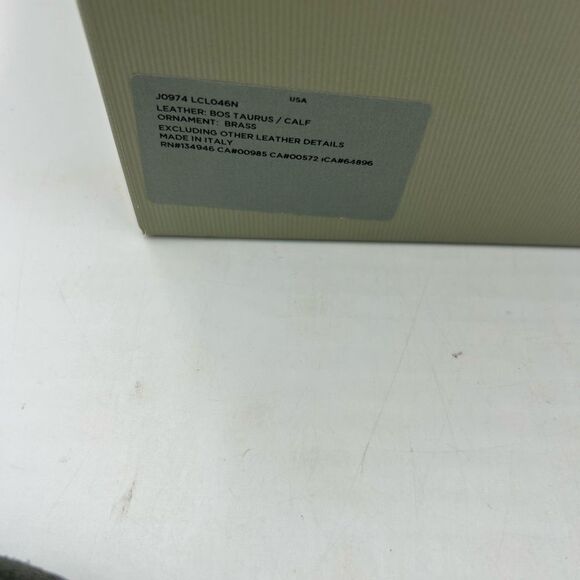 J0974 LCL046N USA
LEATHER: BOS TAURUS / CALF
ORNAMENT: BRASS
EXCLUDING OTHER LEATHER DETAILS
MADE IN ITALY
RN#134946 CA#00985 CA#00572 ICA#64896